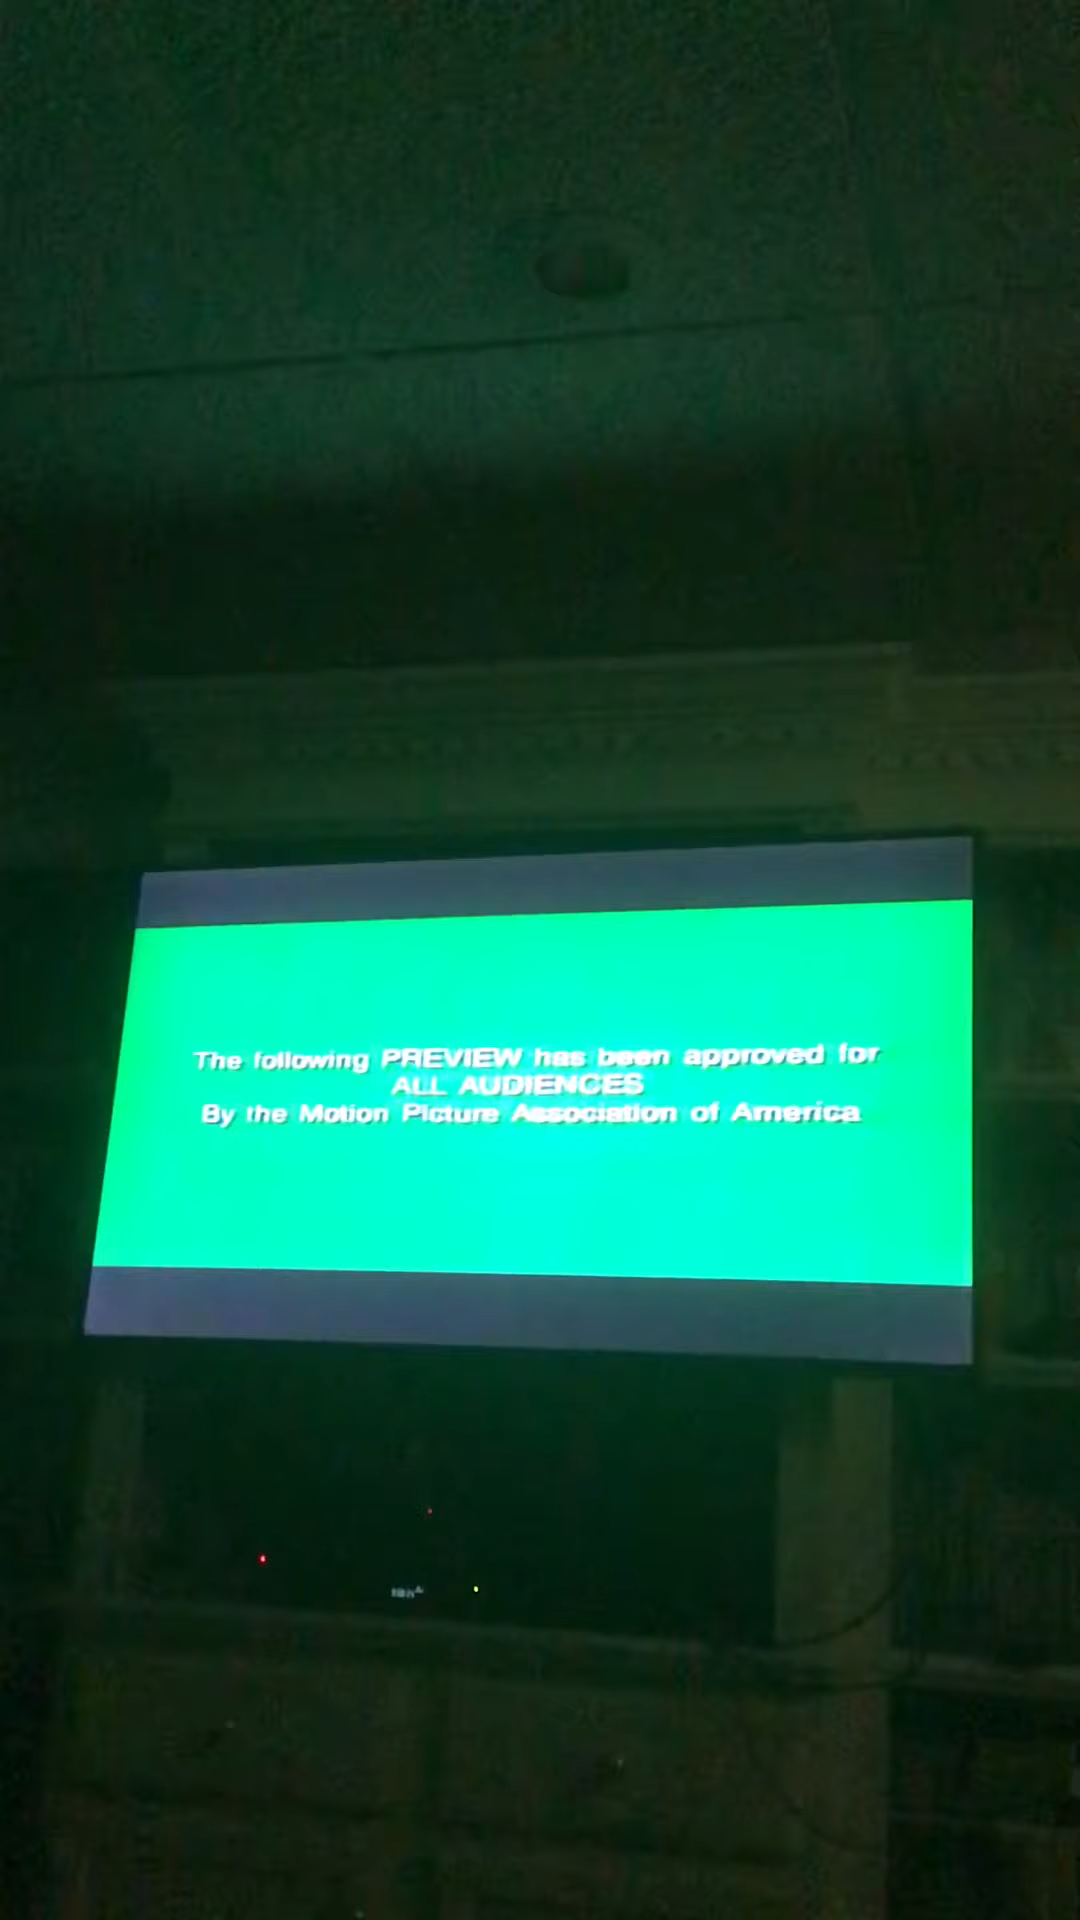 The following PREVIEW has been approved for
ALL AUDIENCES
By the Motion Picture Association of America